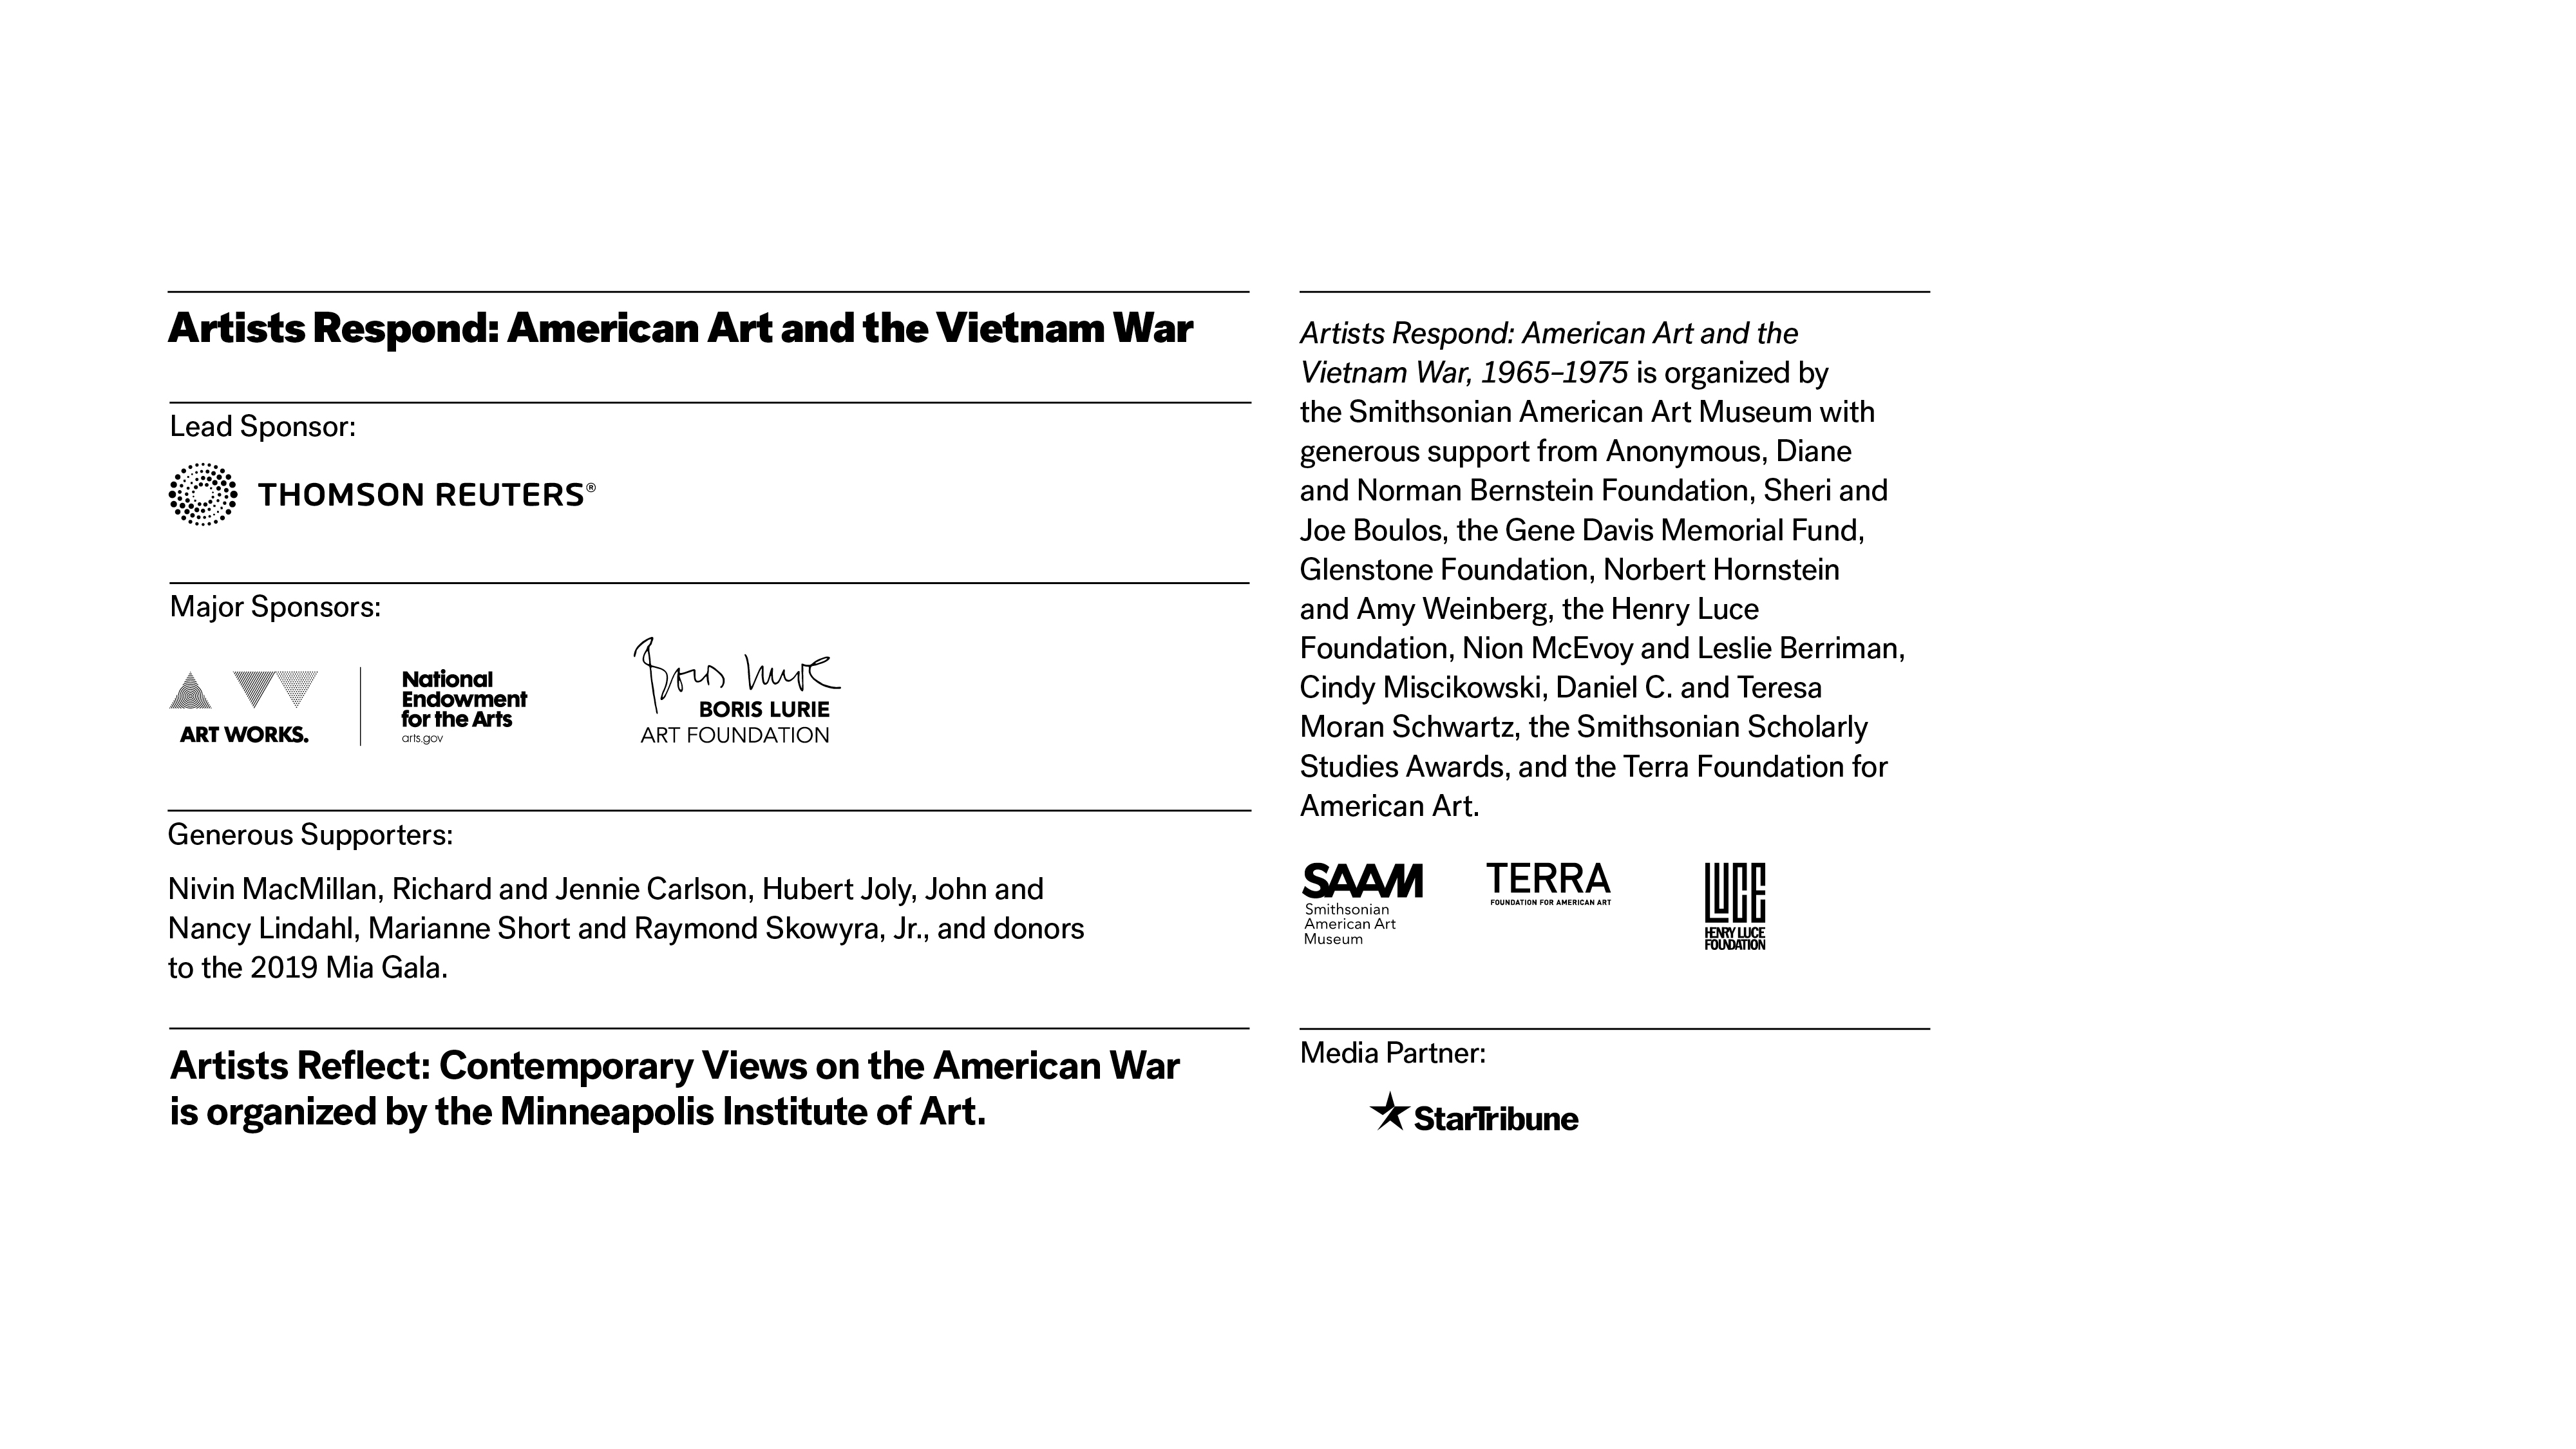 Artists Respond: American Art and the Vietnam War
Lead Sponsor:
THOMSON REUTERS®
Major Sponsors:
ART WORKS.
National
Endowment
for the Arts
arts.gov
Boris Lurie
BORIS LURIE
ART FOUNDATION
Generous Supporters:
Nivin MacMillan, Richard and Jennie Carlson, Hubert Joly, John and
Nancy Lindahl, Marianne Short and Raymond Skowyra, Jr., and donors
to the 2019 Mia Gala.
Artists Reflect: Contemporary Views on the American War
is organized by the Minneapolis Institute of Art.
Artists Respond: American Art and the
Vietnam War, 1965–1975 is organized by
the Smithsonian American Art Museum with
generous support from Anonymous, Diane
and Norman Bernstein Foundation, Sheri and
Joe Boulos, the Gene Davis Memorial Fund,
Glenstone Foundation, Norbert Hornstein
and Amy Weinberg, the Henry Luce
Foundation, Nion McEvoy and Leslie Berriman,
Cindy Miscikowski, Daniel C. and Teresa
Moran Schwartz, the Smithsonian Scholarly
Studies Awards, and the Terra Foundation for
American Art.
SAAM
Smithsonian
American Art
Museum
TERRA
FOUNDATION FOR AMERICAN ART
LUCE
HENRY LUCE
FOUNDATION
Media Partner:
StarTribune